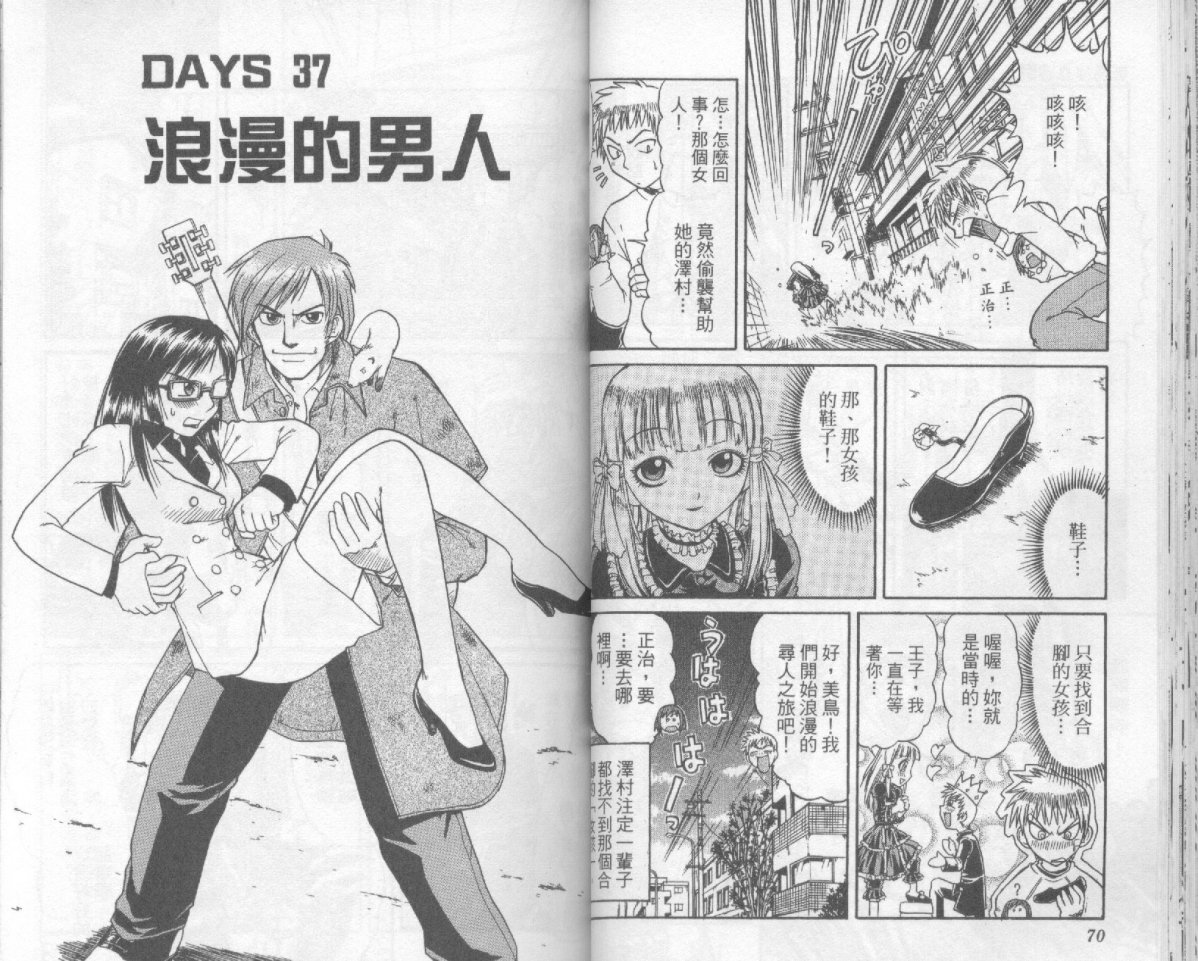 咳!
咳咳咳!
正…
正治…
ぴゅ
怎…怎麼回
事?那個女
人!
竟然偷襲幫助
她的澤村…
鞋子…
那、那女孩
的鞋子!
只要找到合
腳的女孩…
喔喔,妳就
是當時的…
王子,我
一直在等
著你…
?
好,美鳥!我
們開始浪漫的
尋人之旅吧!
うははは—っ
正治,要
…要去哪
裡啊…
澤村注定一輩子
都找不到那個合
70
DAYS 37
浪漫的男人